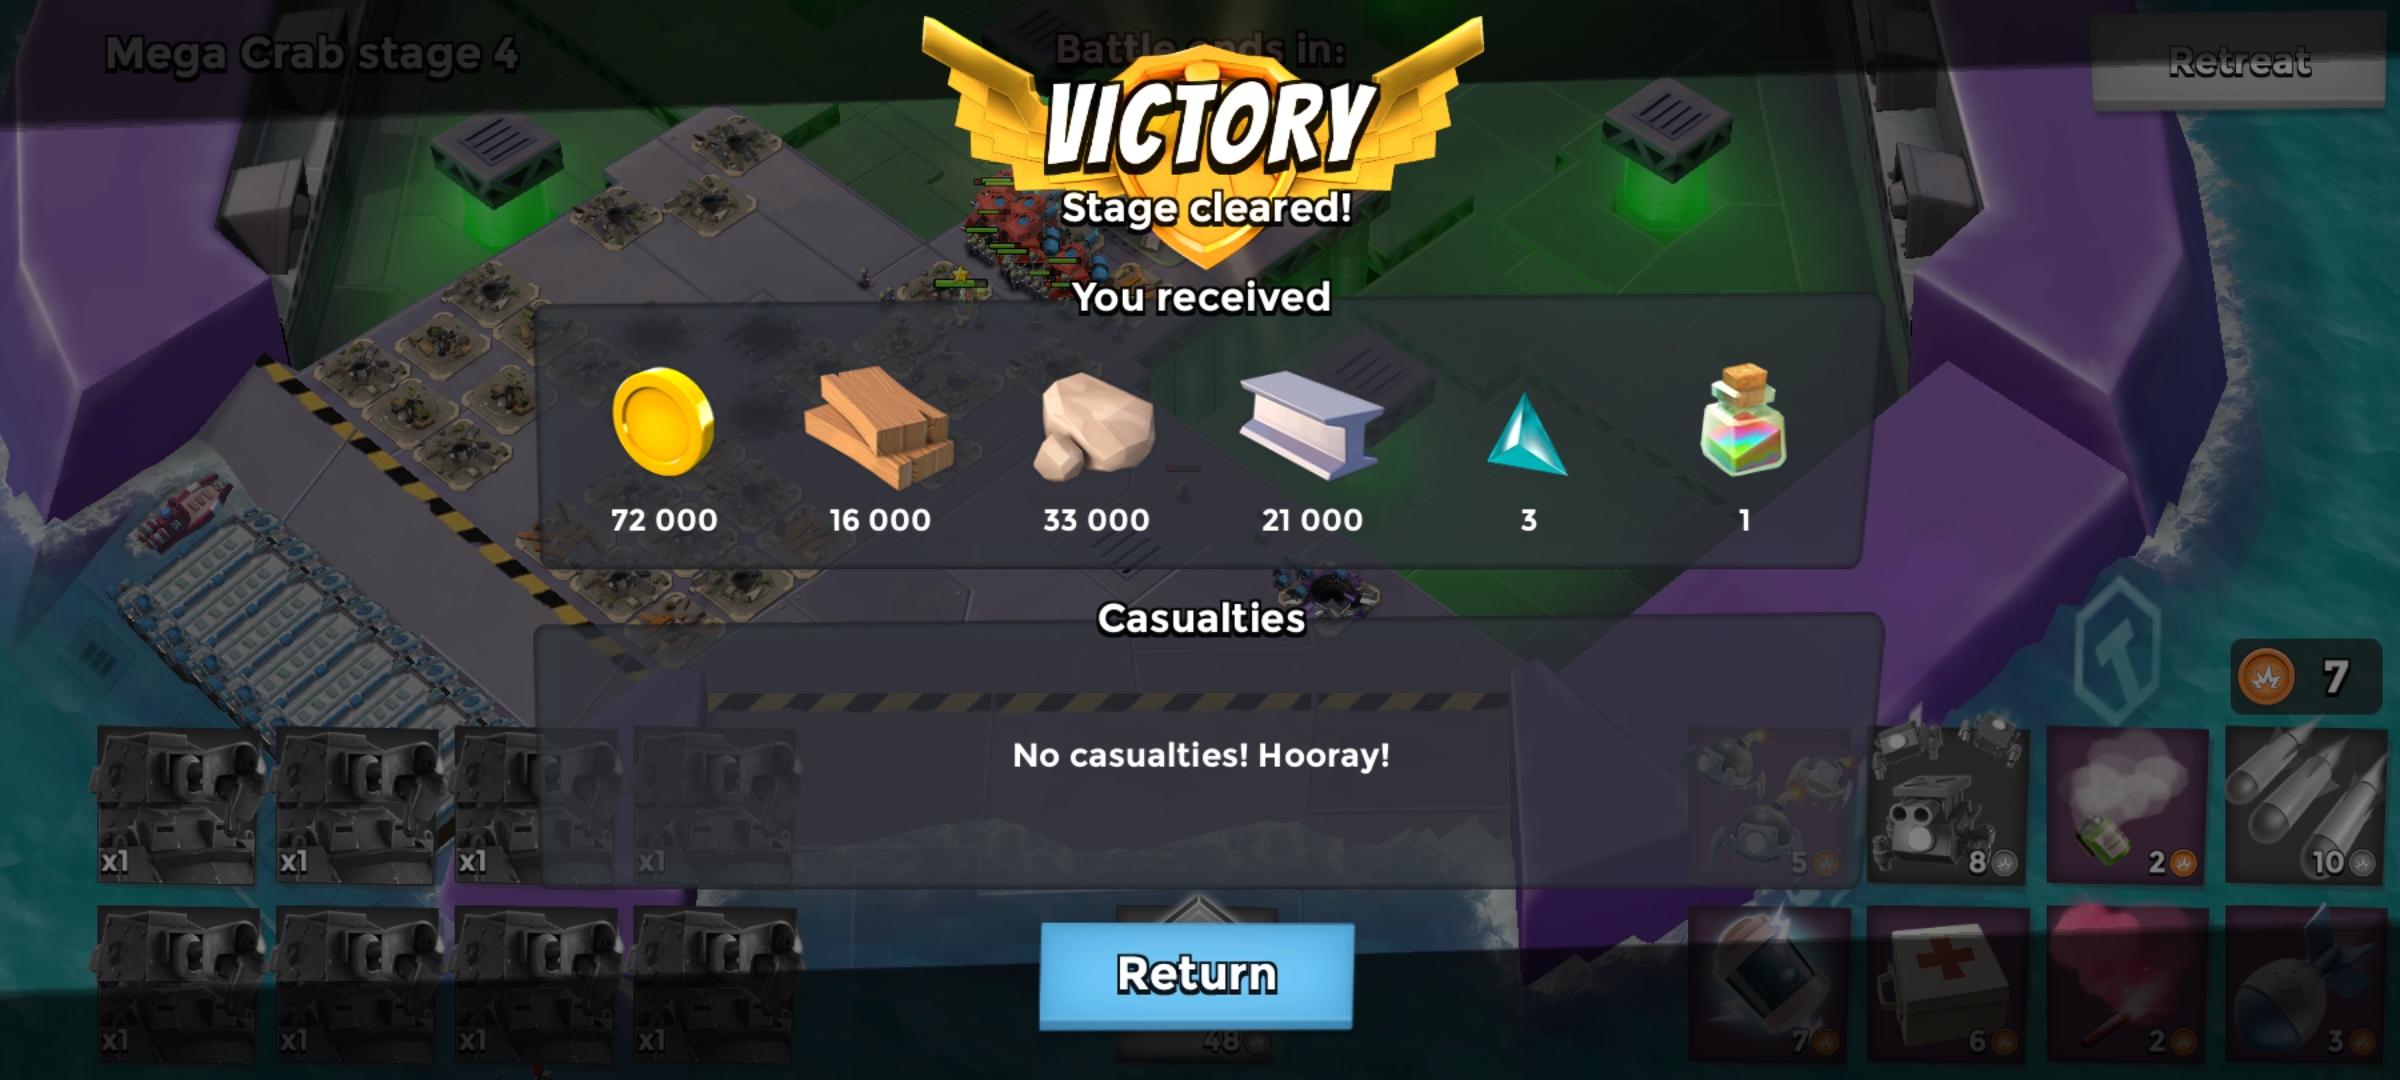 Mega Crab stage 4
Battle ends in:
Retreat
VICTORY
Stage cleared!
You received
72 000
16 000
33 000
21 000
3
1
Casualties
7
No casualties! Hooray!
x1
x1
x1
x1
5
8
2
10
Return
x1
x1
x1
x1
48
7
6
2
3